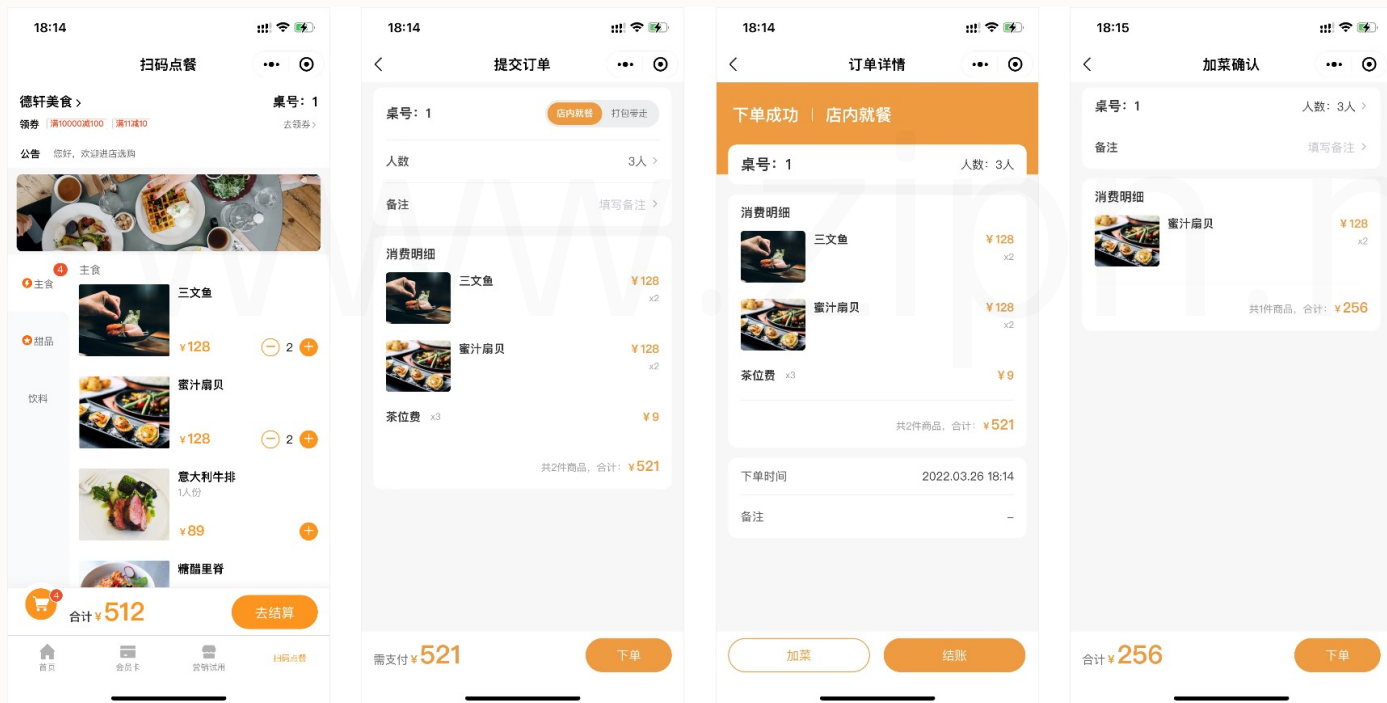 18:14
扫码点餐
德轩美食 桌号：1
领券 满10000减100 满11减10 去领券
公告 您好，欢迎进店选购
4
主食
主食
三文鱼
¥128
2
甜品
蜜汁扇贝
饮料
¥128
2
意大利牛排
1人份
¥89
糖醋里脊
4
合计¥512
去结算
首页
会员卡
营销试用
扫码点餐
18:14
提交订单
桌号：1 店内就餐 打包带走
人数 3人
备注 填写备注
消费明细
三文鱼 ¥128
x2
蜜汁扇贝 ¥128
x2
茶位费 x3 ¥9
共2件商品，合计：¥521
需支付¥521 下单
18:14
订单详情
下单成功 | 店内就餐
桌号：1 人数：3人
消费明细
三文鱼 ¥128
x2
蜜汁扇贝 ¥128
x2
茶位费 x3 ¥9
共2件商品，合计：¥521
下单时间 2022.03.26 18:14
备注 –
加菜 结账
18:15
加菜确认
桌号：1 人数：3人
备注 填写备注
消费明细
蜜汁扇贝 ¥128
x2
共1件商品，合计：¥256
合计¥256 下单